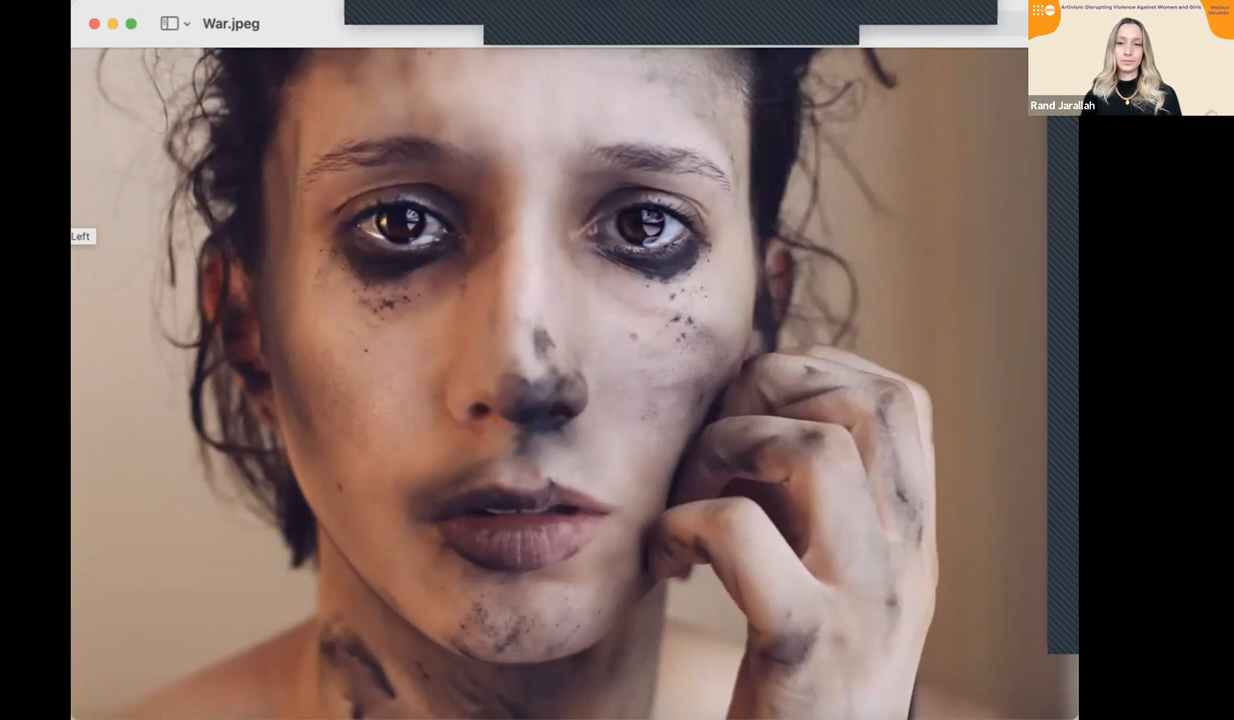 War.jpeg
Artivism: Disrupting Violence Against Women and Girls
Rand Jarallah
Left